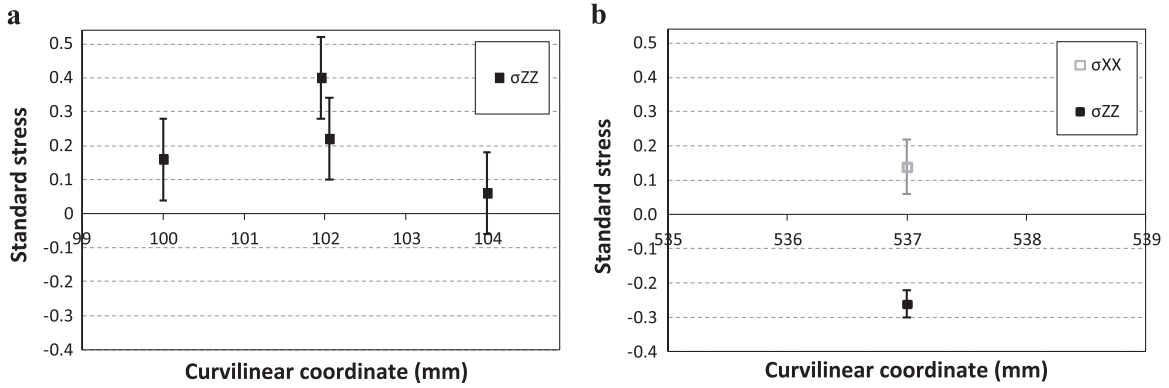 a
0.5
0.4
0.3
0.2
0.1
0
-0.1
-0.2
-0.3
-0.4
99 100 101 102 103 104
Standard stress
Curvilinear coordinate (mm)
σZZ
b
0.5
0.4
0.3
0.2
0.1
0.0
-0.1
-0.2
-0.3
-0.4
535 536 537 538 539
Standard stress
Curvilinear coordinate (mm)
σXX
σZZ